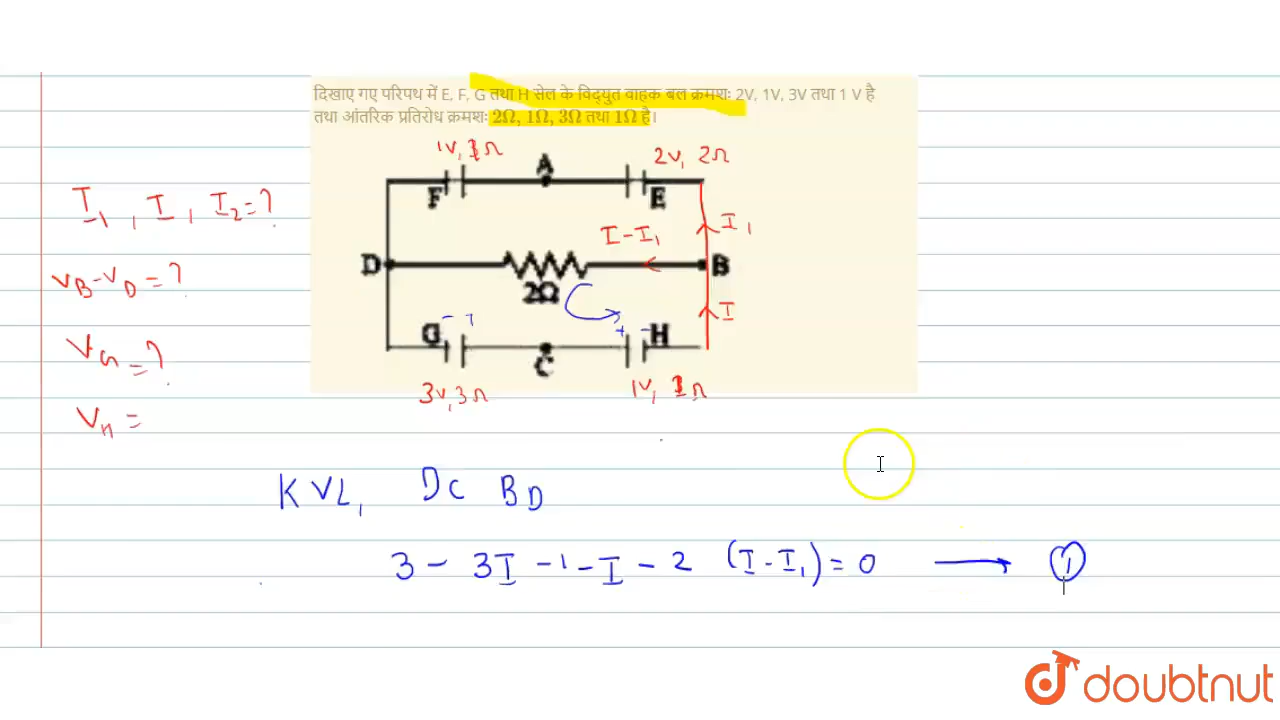 दिखाए गए परिपथ में E, F, G तथा H सेल के विद्युत वाहक बल क्रमशः 2V, 1V, 3V तथा 1 V है
तथा आंतरिक प्रतिरोध क्रमशः 2Ω, 1Ω, 3Ω तथा 1Ω है।
1V, 1Ω
A
2V, 2Ω
F
E
I₁, I, I₂ = ?
I - I₁
I₁
D
B
V_B - V_D = ?
2Ω
I
- +
+ -
G
H
C
V_G = ?
3V, 3Ω
1V, 1Ω
V_H =
KVL, DC BD
3 - 3I - 1 - I - 2 (I - I₁) = 0 → 1
doubtnut